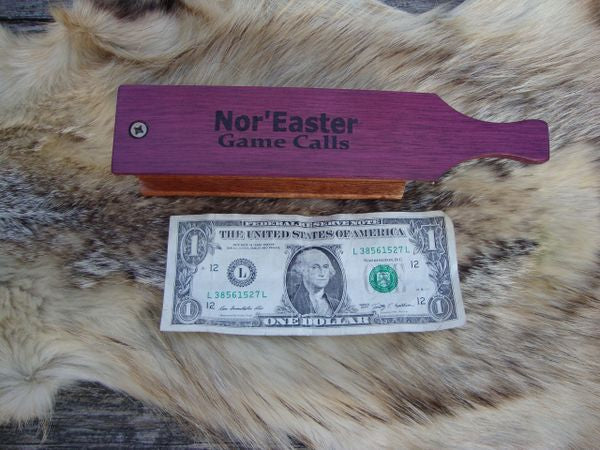 Nor'Easter
Game Calls
FEDERAL RESERVE NOTE
THE UNITED STATES OF AMERICA
L 38561527 L
12
L
WASHINGTON, D.C.
12
L 38561527 L
12
12
1
1
1
1
ONE DOLLAR